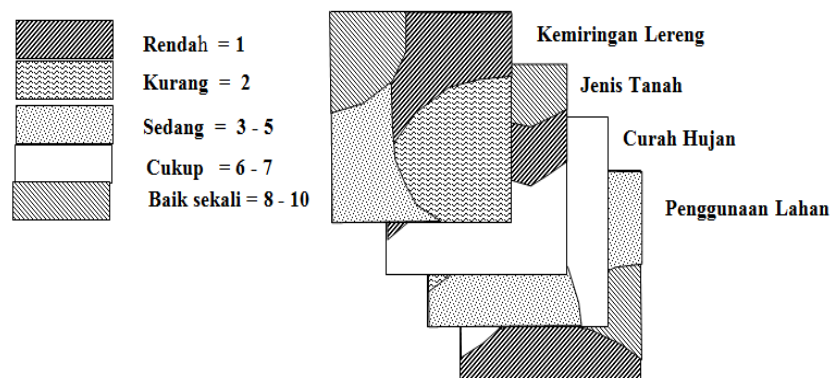 Rendah = 1
Kurang = 2
Sedang = 3 - 5
Cukup = 6 - 7
Baik sekali = 8 - 10
Kemiringan Lereng
Jenis Tanah
Curah Hujan
Penggunaan Lahan